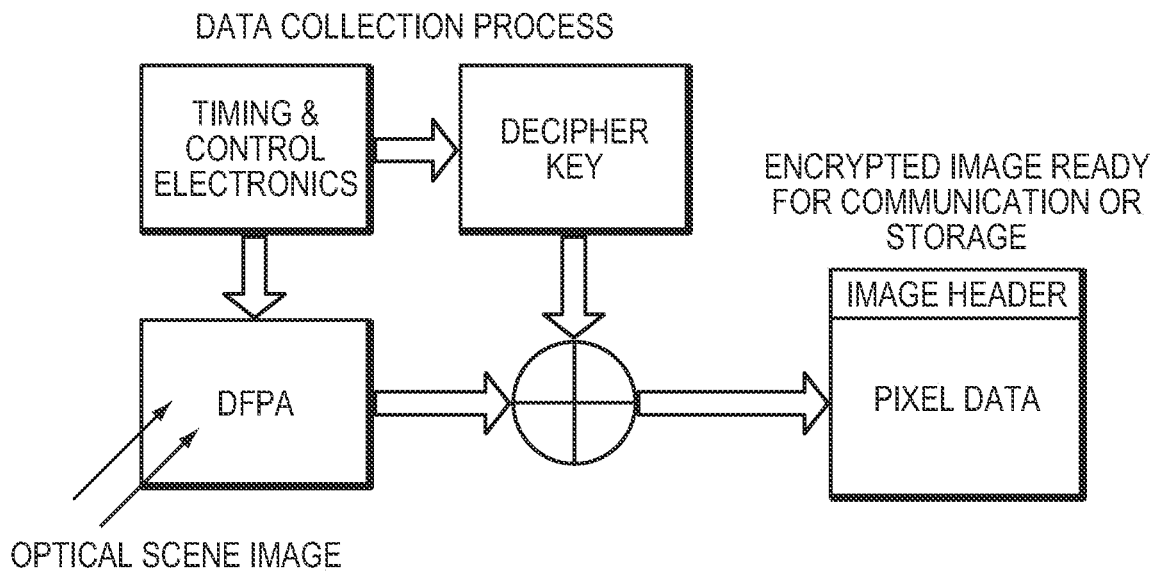 DATA COLLECTION PROCESS
TIMING &
CONTROL
ELECTRONICS
DECIPHER
KEY
ENCRYPTED IMAGE READY
FOR COMMUNICATION OR
STORAGE
IMAGE HEADER
PIXEL DATA
DFPA
OPTICAL SCENE IMAGE